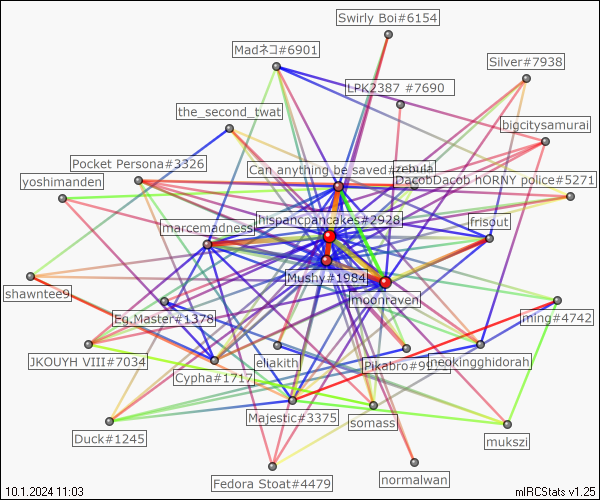 Swirly Boi#6154
Madネコ#6901
Silver#7938
LPK2387 #7690
the_second_twat
biocitysamurai
Pocket Persona#3326
Can anything be saved#
zebula
yoshimanden
DacobDacob hORNY police#5271
hispancpancakes#2928
frisout
marcemadness
Mushy#1984
shawntee9
moonraven
Eg.Master#1378
ming#4742
JKOUYH VIII#7034
eliakith
Pikabro#99
neokingghidorah
Cypha#1717
Majestic#3375
somass
Duck#1245
mukszi
Fedora Stoat#4479
normalwan
10.1.2024 11:03
mIRCStats v1.25